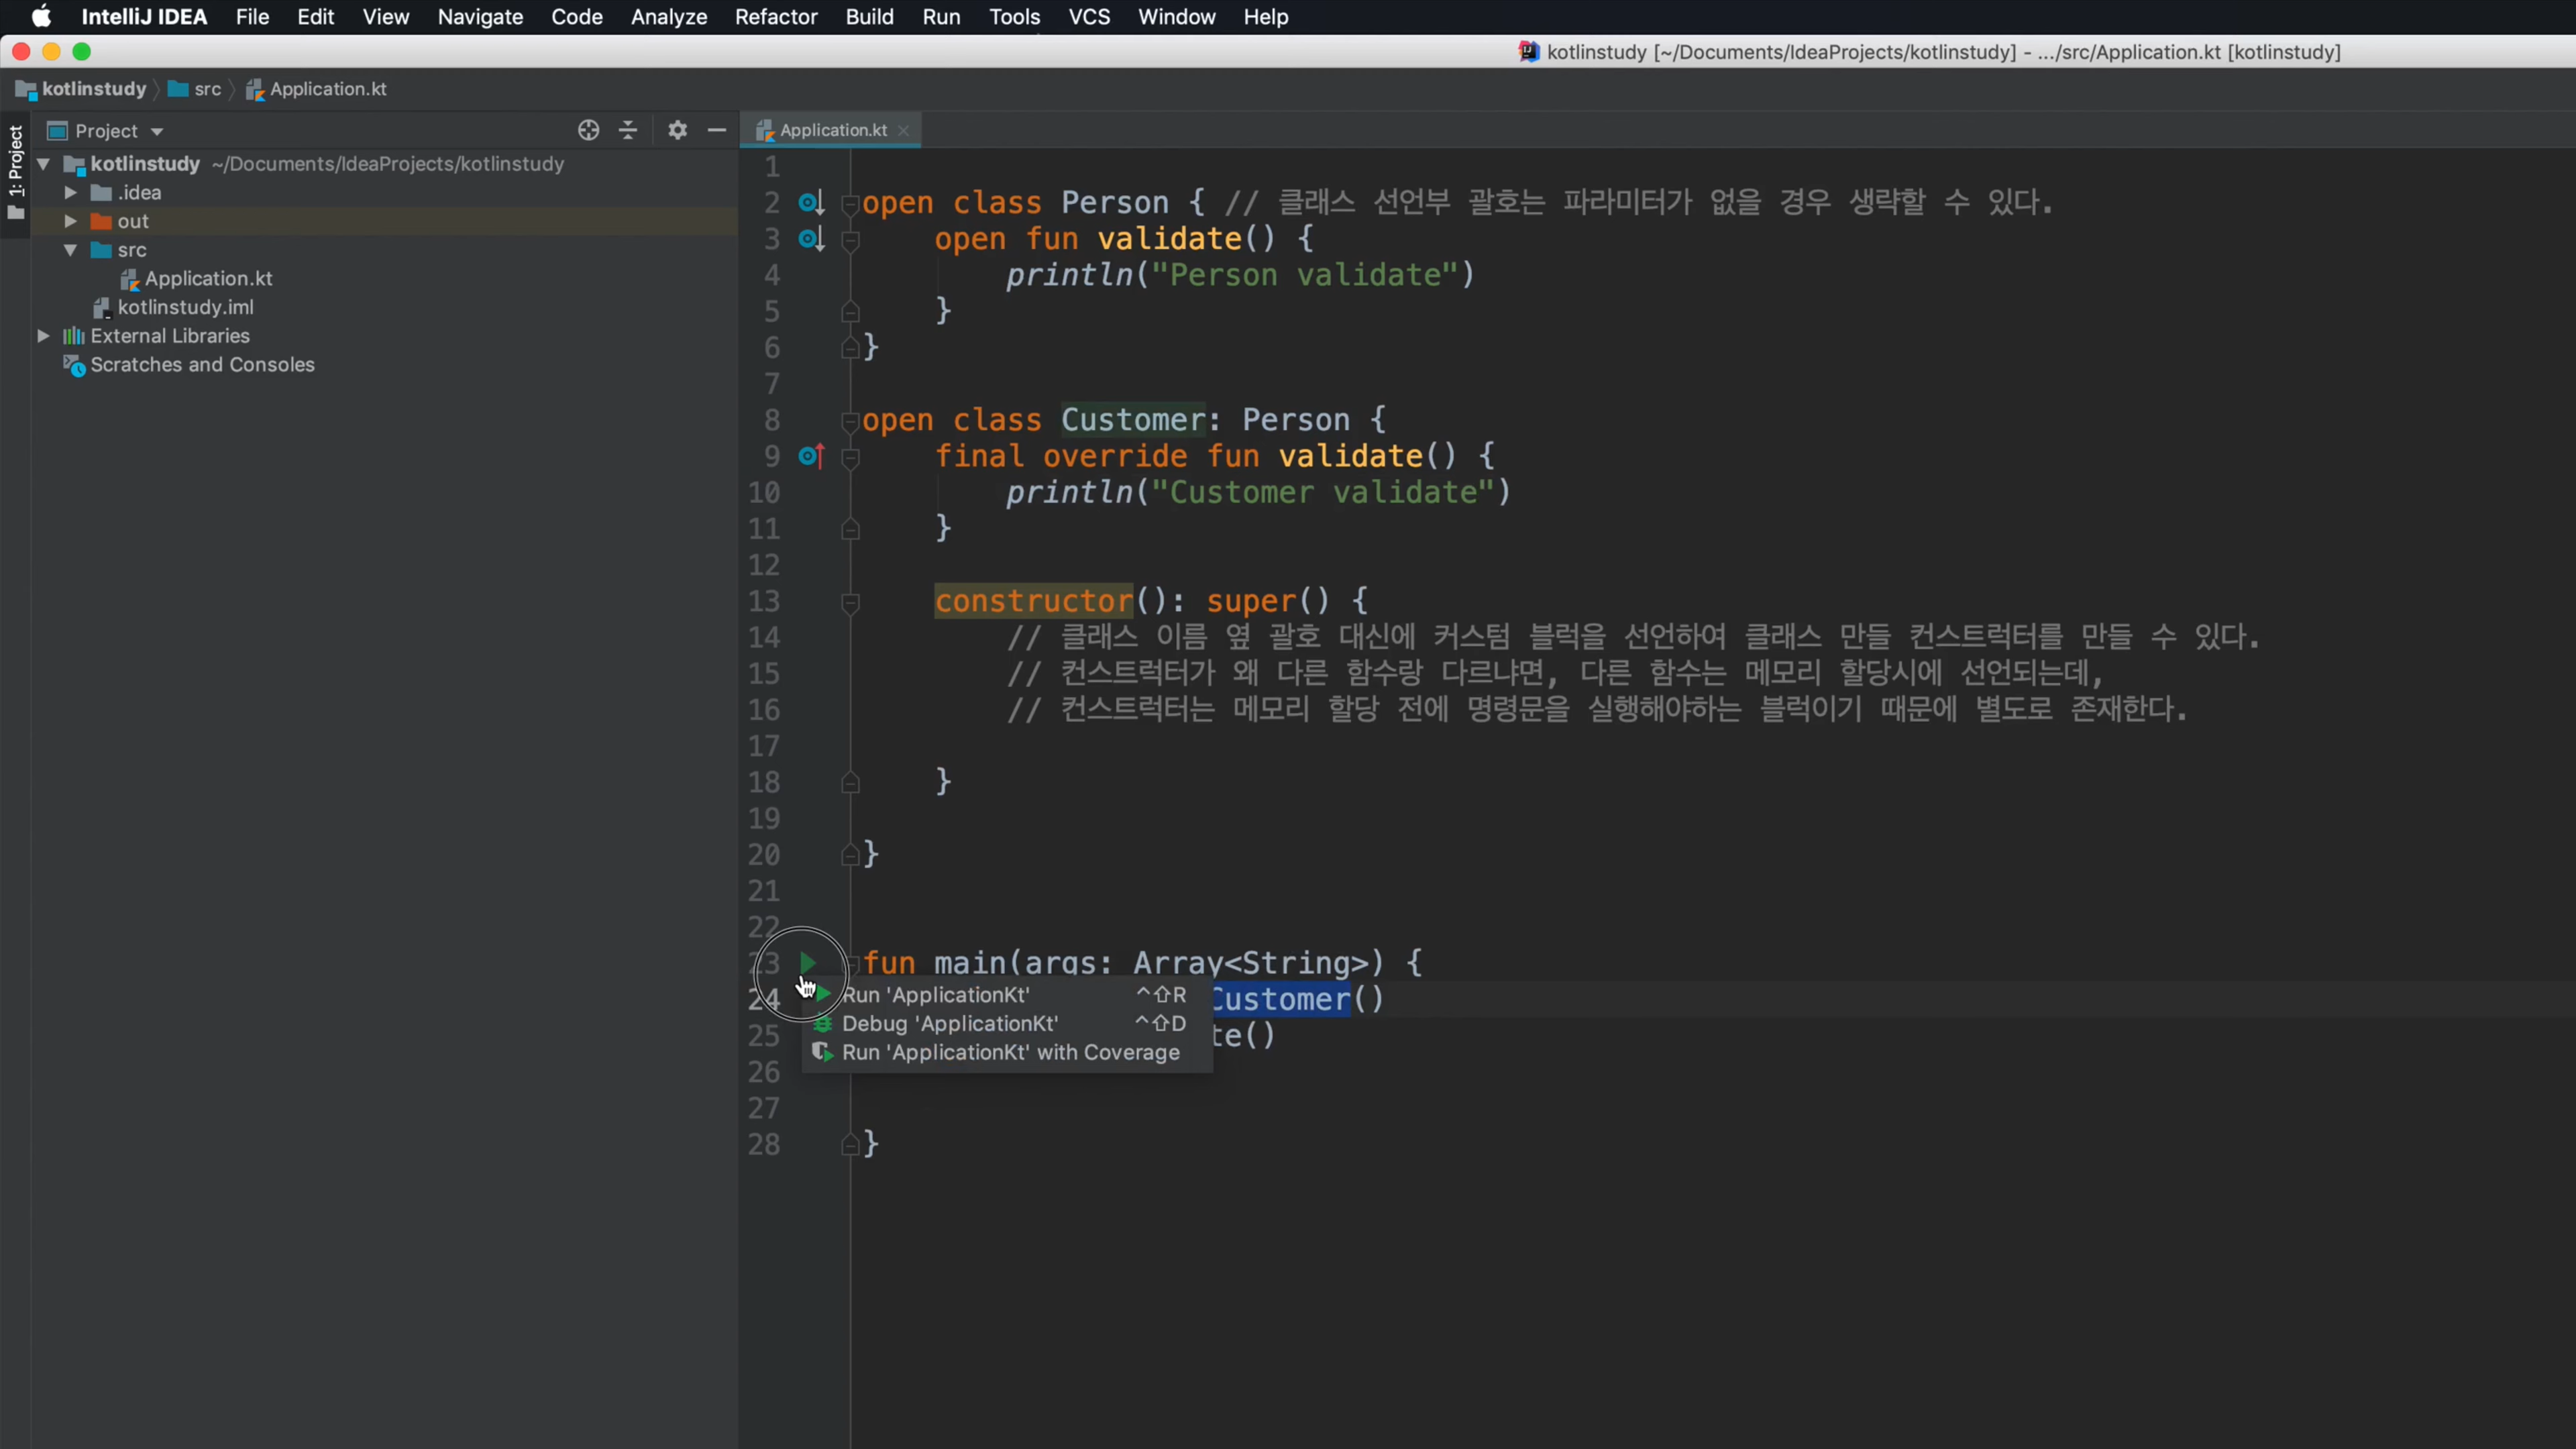 IntelliJ IDEA File Edit View Navigate Code Analyze Refactor Build Run Tools VCS Window Help
kotlinstudy [~/Documents/IdeaProjects/kotlinstudy] - .../src/Application.kt [kotlinstudy]
kotlinstudy src Application.kt
1: Project
Project
kotlinstudy ~/Documents/IdeaProjects/kotlinstudy
.idea
out
src
Application.kt
kotlinstudy.iml
External Libraries
Scratches and Consoles
Application.kt
1
2 open class Person { // 클래스 선언부 괄호는 파라미터가 없을 경우 생략할 수 있다.
3 open fun validate() {
4 println("Person validate")
5 }
6 }
7
8 open class Customer: Person {
9 final override fun validate() {
10 println("Customer validate")
11 }
12
13 constructor(): super() {
14 // 클래스 이름 옆 괄호 대신에 커스텀 블럭을 선언하여 클래스 만들 컨스트럭터를 만들 수 있다.
15 // 컨스트럭터가 왜 다른 함수랑 다르냐면, 다른 함수는 메모리 할당시에 선언되는데,
16 // 컨스트럭터는 메모리 할당 전에 명령문을 실행해야하는 블럭이기 때문에 별도로 존재한다.
17
18 }
19
20 }
21
22
23 fun main(args: Array<String>) {
24 Customer()
25 te()
26
27
28 }
Run 'ApplicationKt' ^⇧R
Debug 'ApplicationKt' ^⇧D
Run 'ApplicationKt' with Coverage